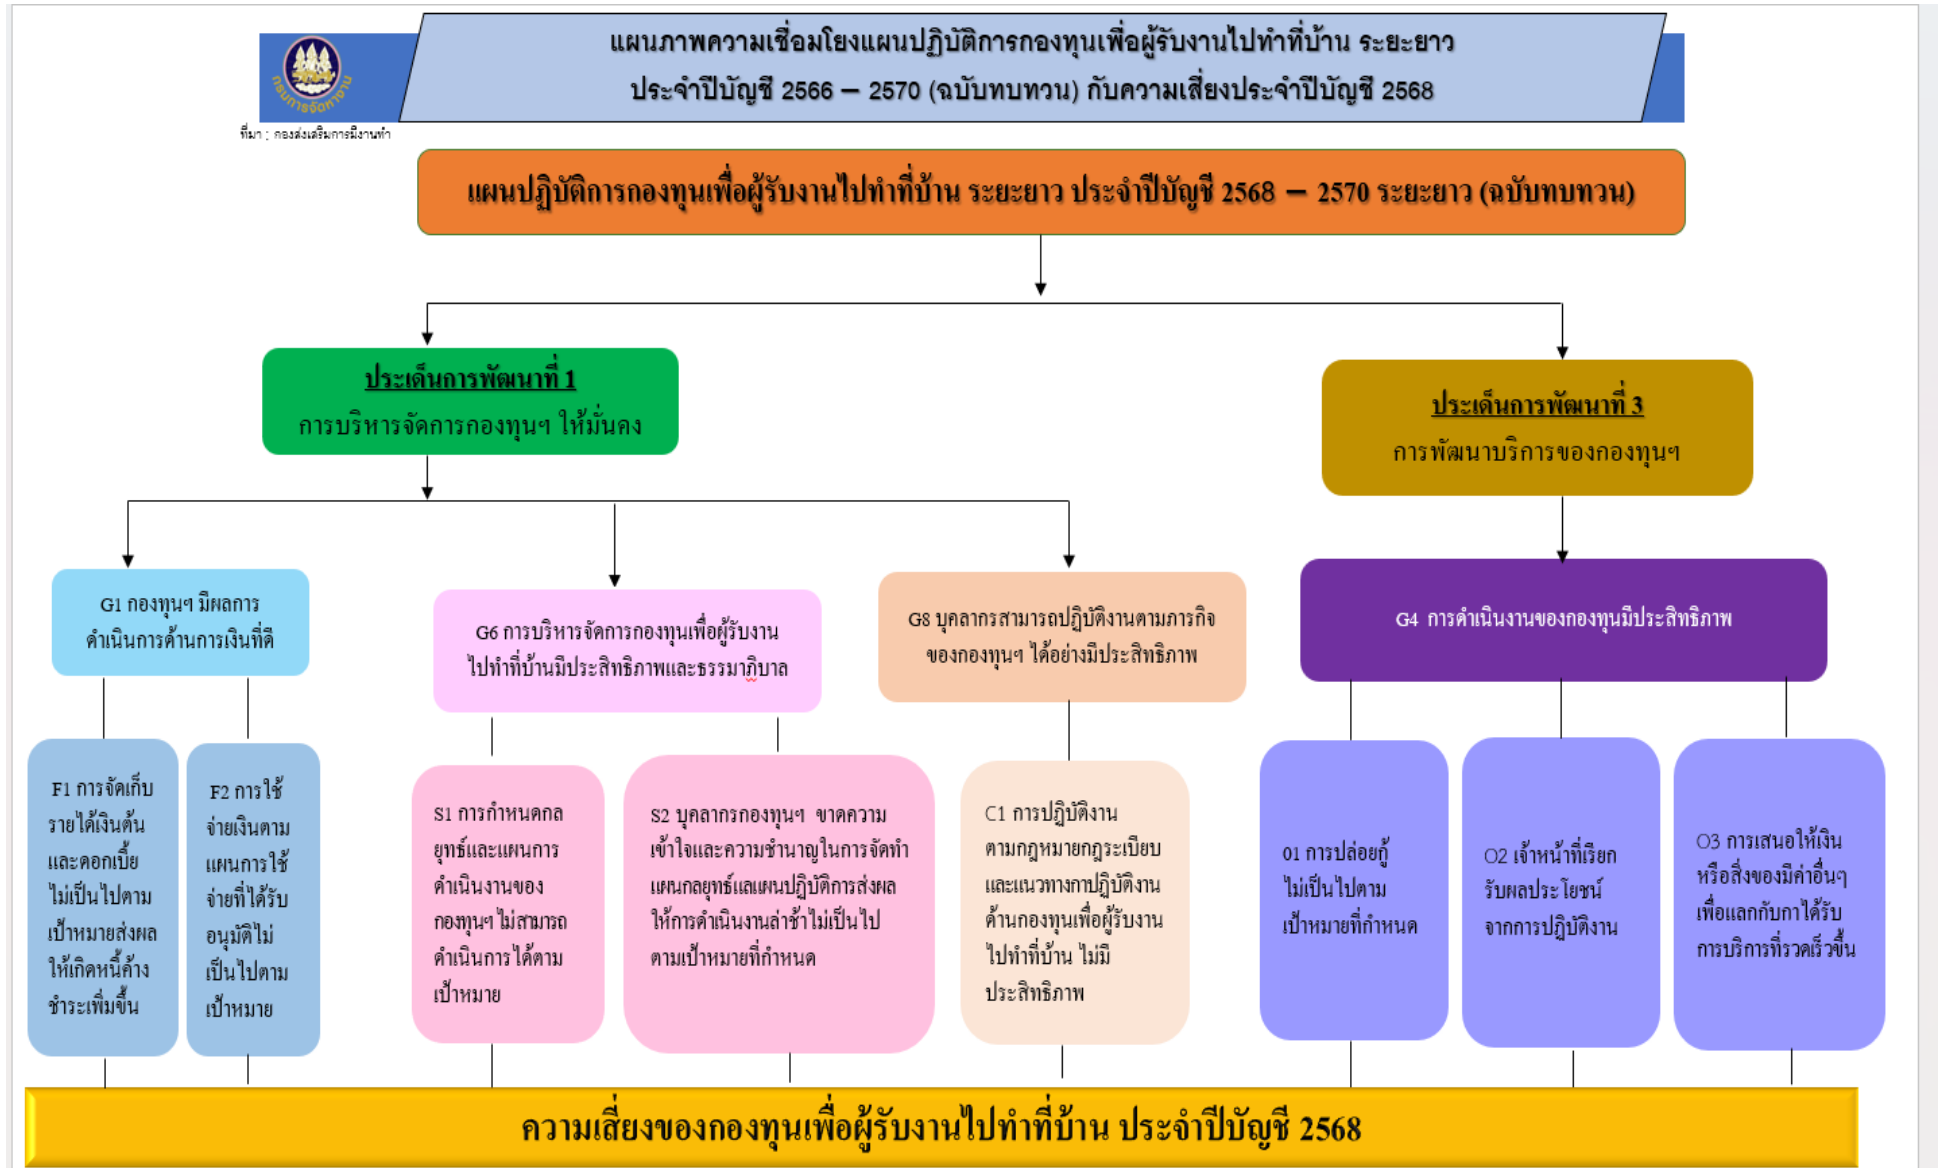 แผนภาพความเชื่อมโยงแผนปฏิบัติการกองทุนเพื่อผู้รับงานไปทำที่บ้าน ระยะยาว
ประจำปีบัญชี 2566 – 2570 (ฉบับทบทวน) กับความเสี่ยงประจำปีบัญชี 2568
กรมการจัดหางาน
ที่มา : กองส่งเสริมการมีงานทำ
แผนปฏิบัติการกองทุนเพื่อผู้รับงานไปทำที่บ้าน ระยะยาว ประจำปีบัญชี 2568 – 2570 ระยะยาว (ฉบับทบทวน)
ประเด็นการพัฒนาที่ 1
การบริหารจัดการกองทุนฯ ให้มั่นคง
ประเด็นการพัฒนาที่ 3
การพัฒนาบริการของกองทุนฯ
G1 กองทุนฯ มีผลการ
ดำเนินการด้านการเงินที่ดี
G6 การบริหารจัดการกองทุนเพื่อผู้รับงาน
ไปทำที่บ้านมีประสิทธิภาพและธรรมาภิบาล
G8 บุคลากรสามารถปฏิบัติงานตามภารกิจ
ของกองทุนฯ ได้อย่างมีประสิทธิภาพ
G4 การดำเนินงานของกองทุนมีประสิทธิภาพ
F1 การจัดเก็บ
รายได้เงินต้น
และดอกเบี้ย
ไม่เป็นไปตาม
เป้าหมายส่งผล
ให้เกิดหนี้ค้าง
ชำระเพิ่มขึ้น
F2 การใช้
จ่ายเงินตาม
แผนการใช้
จ่ายที่ได้รับ
อนุมัติไม่
เป็นไปตาม
เป้าหมาย
S1 การกำหนดกล
ยุทธ์และแผนการ
ดำเนินงานของ
กองทุนฯ ไม่สามารถ
ดำเนินการได้ตาม
เป้าหมาย
S2 บุคลากรกองทุนฯ ขาดความ
เข้าใจและความชำนาญในการจัดทำ
แผนกลยุทธ์แลแผนปฏิบัติการส่งผล
ให้การดำเนินงานล่าช้าไม่เป็นไป
ตามเป้าหมายที่กำหนด
C1 การปฏิบัติงาน
ตามกฎหมายกฎระเบียบ
และแนวทางกาปฏิบัติงาน
ด้านกองทุนเพื่อผู้รับงาน
ไปทำที่บ้าน ไม่มี
ประสิทธิภาพ
01 การปล่อยกู้
ไม่เป็นไปตาม
เป้าหมายที่กำหนด
O2 เจ้าหน้าที่เรียก
รับผลประโยชน์
จากการปฏิบัติงาน
O3 การเสนอให้เงิน
หรือสิ่งของมีค่าอื่นๆ
เพื่อแลกกับกาได้รับ
การบริการที่รวดเร็วขึ้น
ความเสี่ยงของกองทุนเพื่อผู้รับงานไปทำที่บ้าน ประจำปีบัญชี 2568